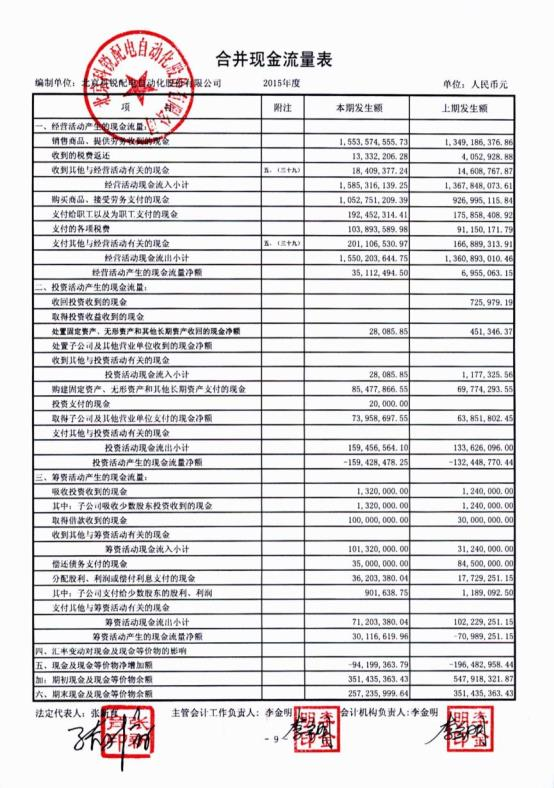 合并现金流量表
编制单位:北京科锐配电自动化股份有限公司 2015年度 单位:人民币元
项 目 附注 本期发生额 上期发生额
一、经营活动产生的现金流量:
销售商品、提供劳务收到的现金 1,553,574,555.73 1,349,186,376.86
收到的税费返还 13,332,206.28 4,052,928.88
收到其他与经营活动有关的现金 五、(三十九) 18,409,377.24 14,608,767.87
经营活动现金流入小计 1,585,316,139.25 1,367,848,073.61
购买商品、接受劳务支付的现金 1,052,751,209.39 926,995,115.84
支付给职工以及为职工支付的现金 192,452,314.41 175,858,408.92
支付的各项税费 103,893,589.98 91,150,171.79
支付其他与经营活动有关的现金 五、(三十九) 201,106,530.97 166,889,313.91
经营活动现金流出小计 1,550,203,644.75 1,360,893,010.46
经营活动产生的现金流量净额 35,112,494.50 6,955,063.15
二、投资活动产生的现金流量:
收回投资收到的现金 725,979.19
取得投资收益收到的现金
处置固定资产、无形资产和其他长期资产收回的现金净额 28,085.85 451,346.37
处置子公司及其他营业单位收到的现金净额
收到其他与投资活动有关的现金
投资活动现金流入小计 28,085.85 1,177,325.56
购建固定资产、无形资产和其他长期资产支付的现金 85,477,866.55 69,774,293.55
投资支付的现金 20,000.00
取得子公司及其他营业单位支付的现金净额 73,958,697.55 63,851,802.45
支付其他与投资活动有关的现金
投资活动现金流出小计 159,456,564.10 133,626,096.00
投资活动产生的现金流量净额 -159,428,478.25 -132,448,770.44
三、筹资活动产生的现金流量:
吸收投资收到的现金 1,320,000.00 1,240,000.00
其中:子公司吸收少数股东投资收到的现金 1,320,000.00 1,240,000.00
取得借款收到的现金 100,000,000.00 30,000,000.00
收到其他与筹资活动有关的现金
筹资活动现金流入小计 101,320,000.00 31,240,000.00
偿还债务支付的现金 35,000,000.00 84,500,000.00
分配股利、利润或偿付利息支付的现金 36,203,380.04 17,729,251.15
其中:子公司支付给少数股东的股利、利润 901,638.75 1,189,092.50
支付其他与筹资活动有关的现金
筹资活动现金流出小计 71,203,380.04 102,229,251.15
筹资活动产生的现金流量净额 30,116,619.96 -70,989,251.15
四、汇率变动对现金及现金等价物的影响
五、现金及现金等价物净增加额 -94,199,363.79 -196,482,958.44
加:期初现金及现金等价物余额 351,435,363.43 547,918,321.87
六、期末现金及现金等价物余额 257,235,999.64 351,435,363.43
法定代表人:张新育 主管会计工作负责人:李金明 会计机构负责人:李金明
- 9 -